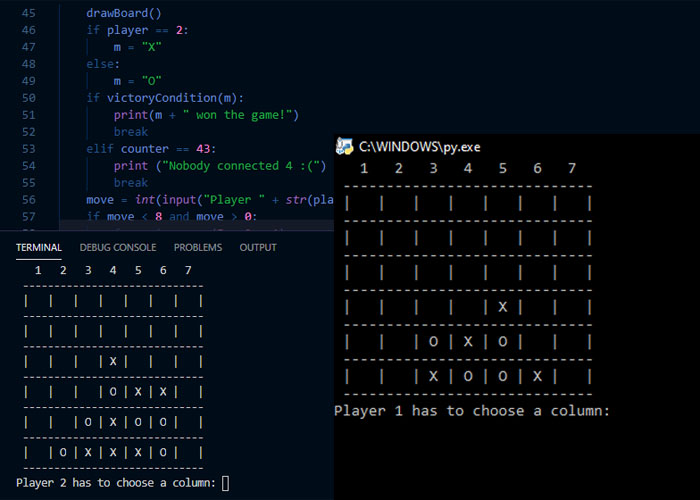 45 drawBoard()
46 if player == 2:
47 m = "X"
48 else:
49 m = "O"
50 if victoryCondition(m):
51 print(m + " won the game!")
52 break
53 elif counter == 43:
54 print ("Nobody connected 4 :(")
55 break
56 move = int(input("Player " + str(pla
57 if move < 8 and move > 0:
TERMINAL DEBUG CONSOLE PROBLEMS OUTPUT
1 2 3 4 5 6 7
-----------------------------
|   |   |   |   |   |   |   |
-----------------------------
|   |   |   |   |   |   |   |
-----------------------------
|   |   |   | X |   |   |   |
-----------------------------
|   |   |   | O | X | X |   |
-----------------------------
|   |   | O | X | O | O |   |
-----------------------------
|   | O | X | X | X | O |   |
-----------------------------
Player 2 has to choose a column:
C:\WINDOWS\py.exe
1 2 3 4 5 6 7
-----------------------------
|   |   |   |   |   |   |   |
-----------------------------
|   |   |   |   |   |   |   |
-----------------------------
|   |   |   |   |   |   |   |
-----------------------------
|   |   |   |   | X |   |   |
-----------------------------
|   |   | O | X | O |   |   |
-----------------------------
|   |   | X | O | O | X |   |
-----------------------------
Player 1 has to choose a column: